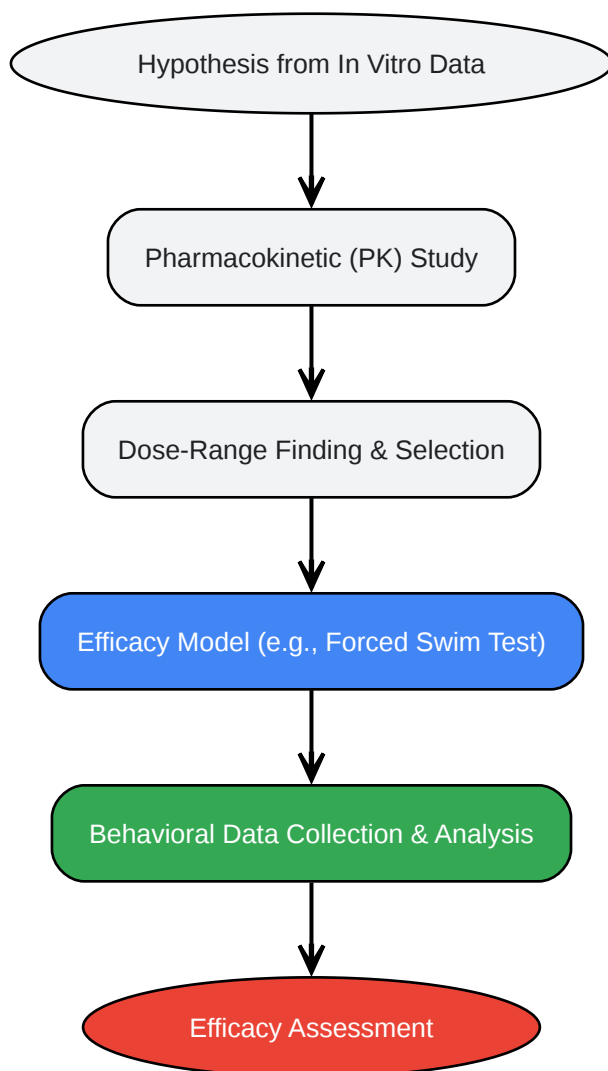 Hypothesis from In Vitro Data
Pharmacokinetic (PK) Study
Dose-Range Finding & Selection
Efficacy Model (e.g., Forced Swim Test)
Behavioral Data Collection & Analysis
Efficacy Assessment